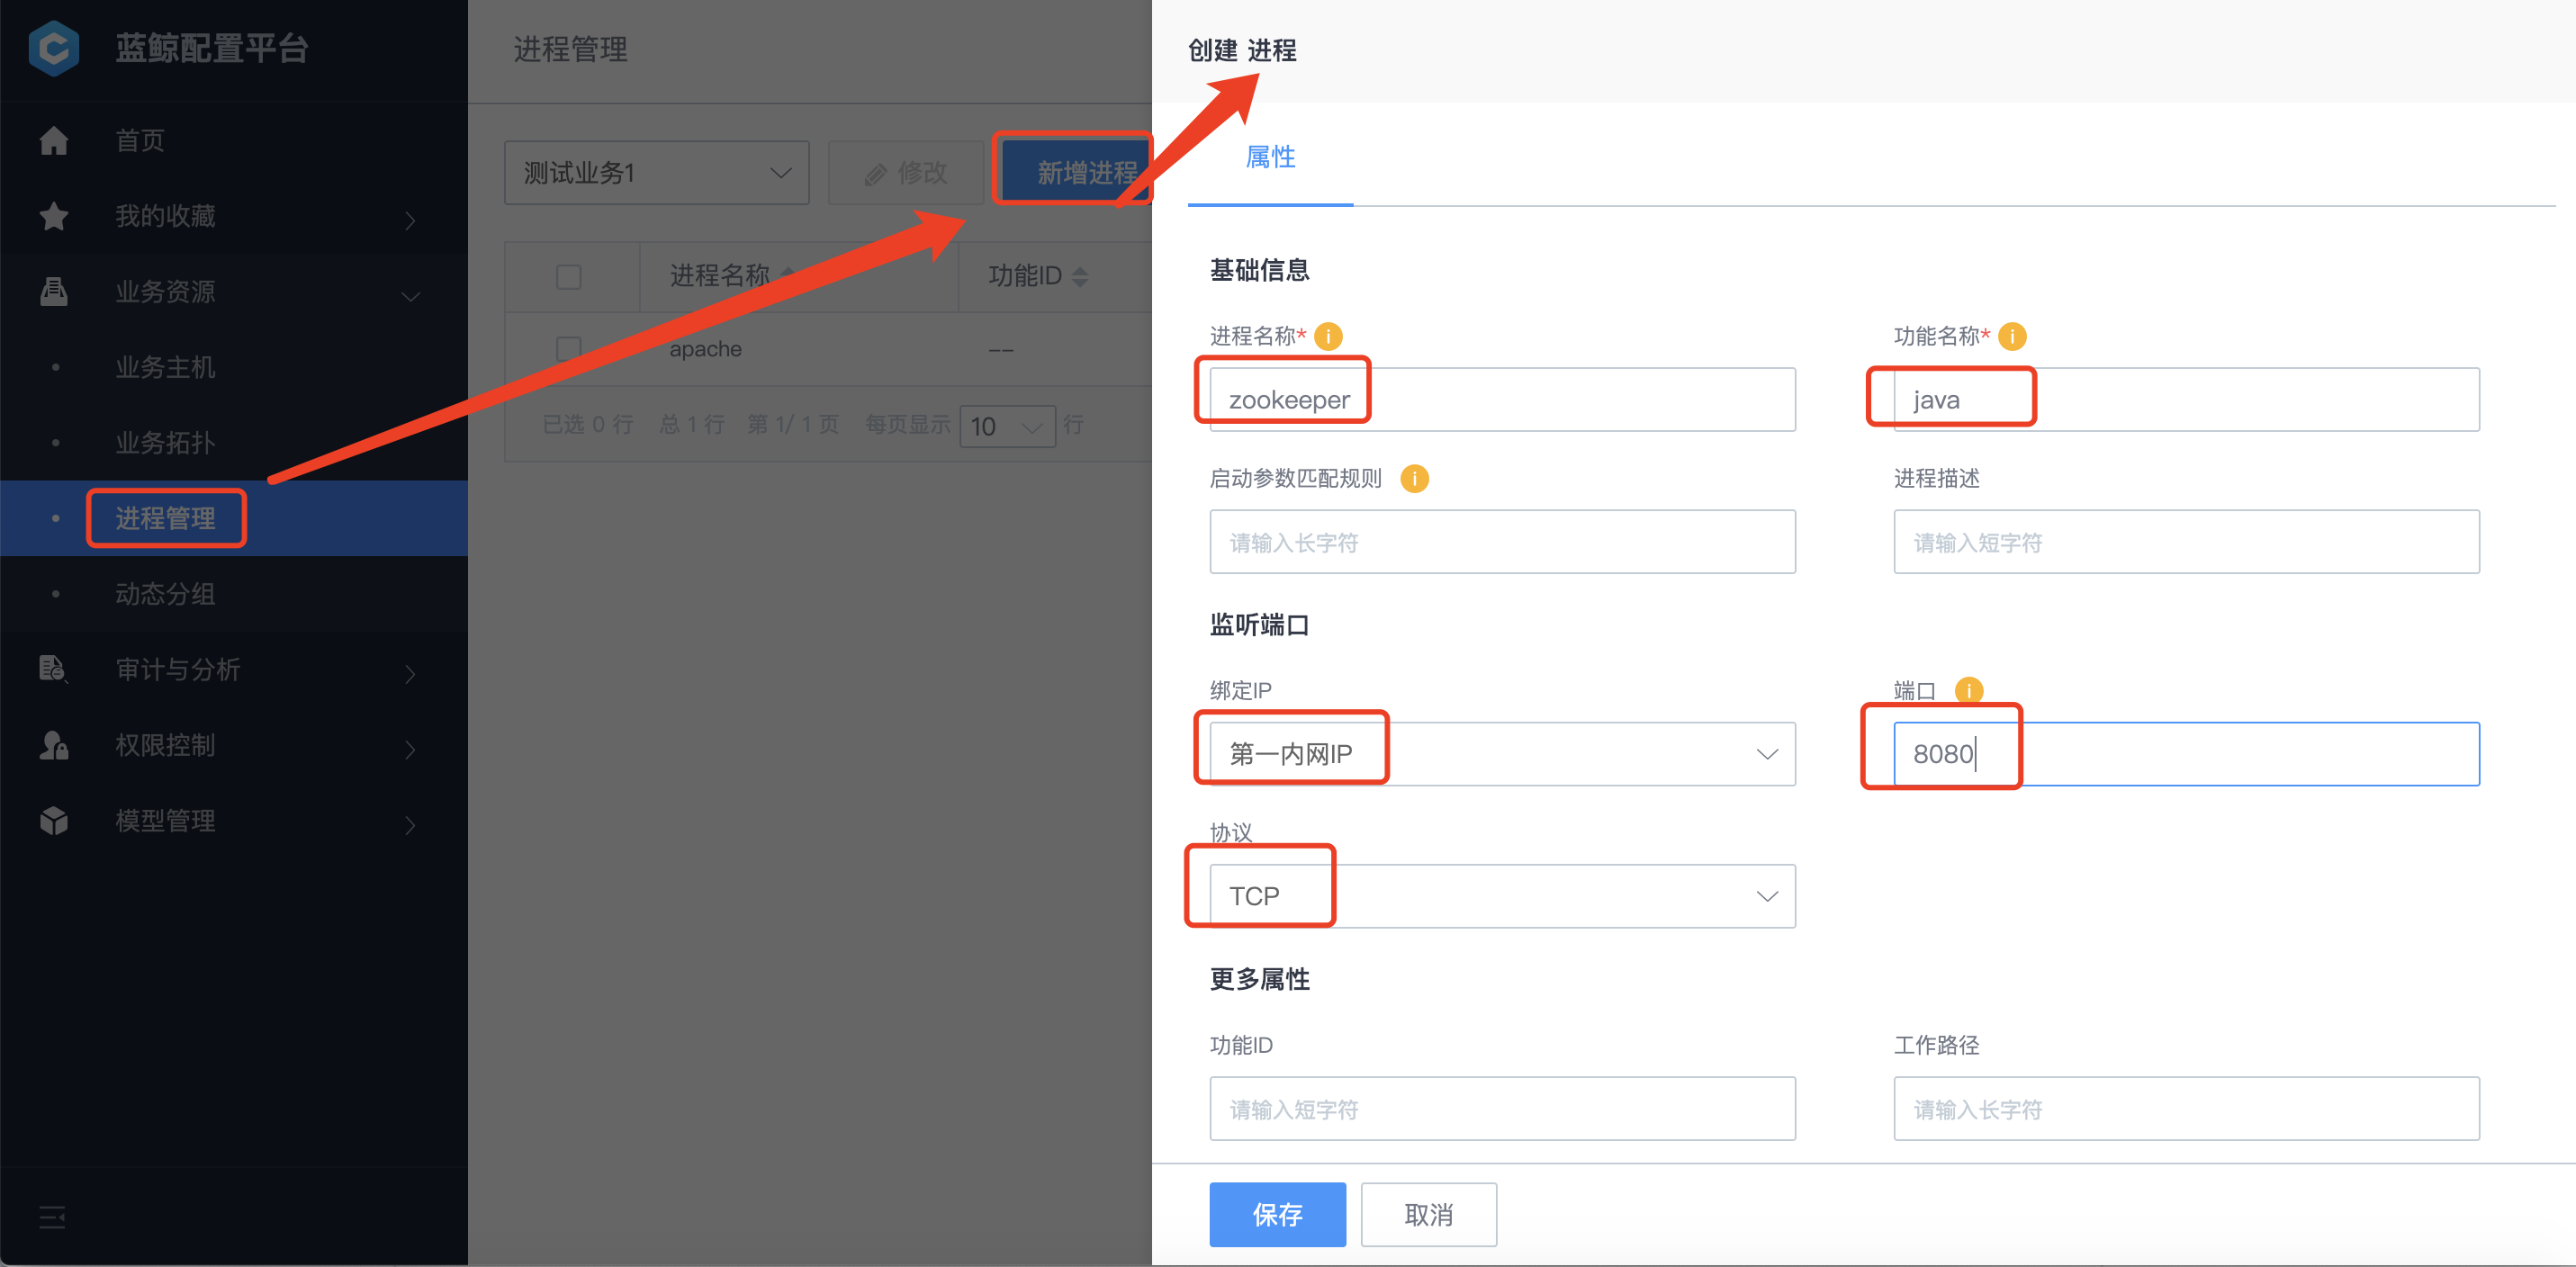 蓝鲸配置平台
首页
我的收藏
业务资源
业务主机
业务拓扑
进程管理
动态分组
审计与分析
权限控制
模型管理
进程管理
测试业务1
修改
新增进程
进程名称
功能ID
apache
--
已选 0 行 总 1 行 第 1/ 1 页 每页显示 10 行
创建 进程
属性
基础信息
进程名称*
功能名称*
zookeeper
java
启动参数匹配规则
进程描述
请输入长字符
请输入短字符
监听端口
绑定IP
端口
第一内网IP
8080
协议
TCP
更多属性
功能ID
工作路径
请输入短字符
请输入长字符
保存
取消